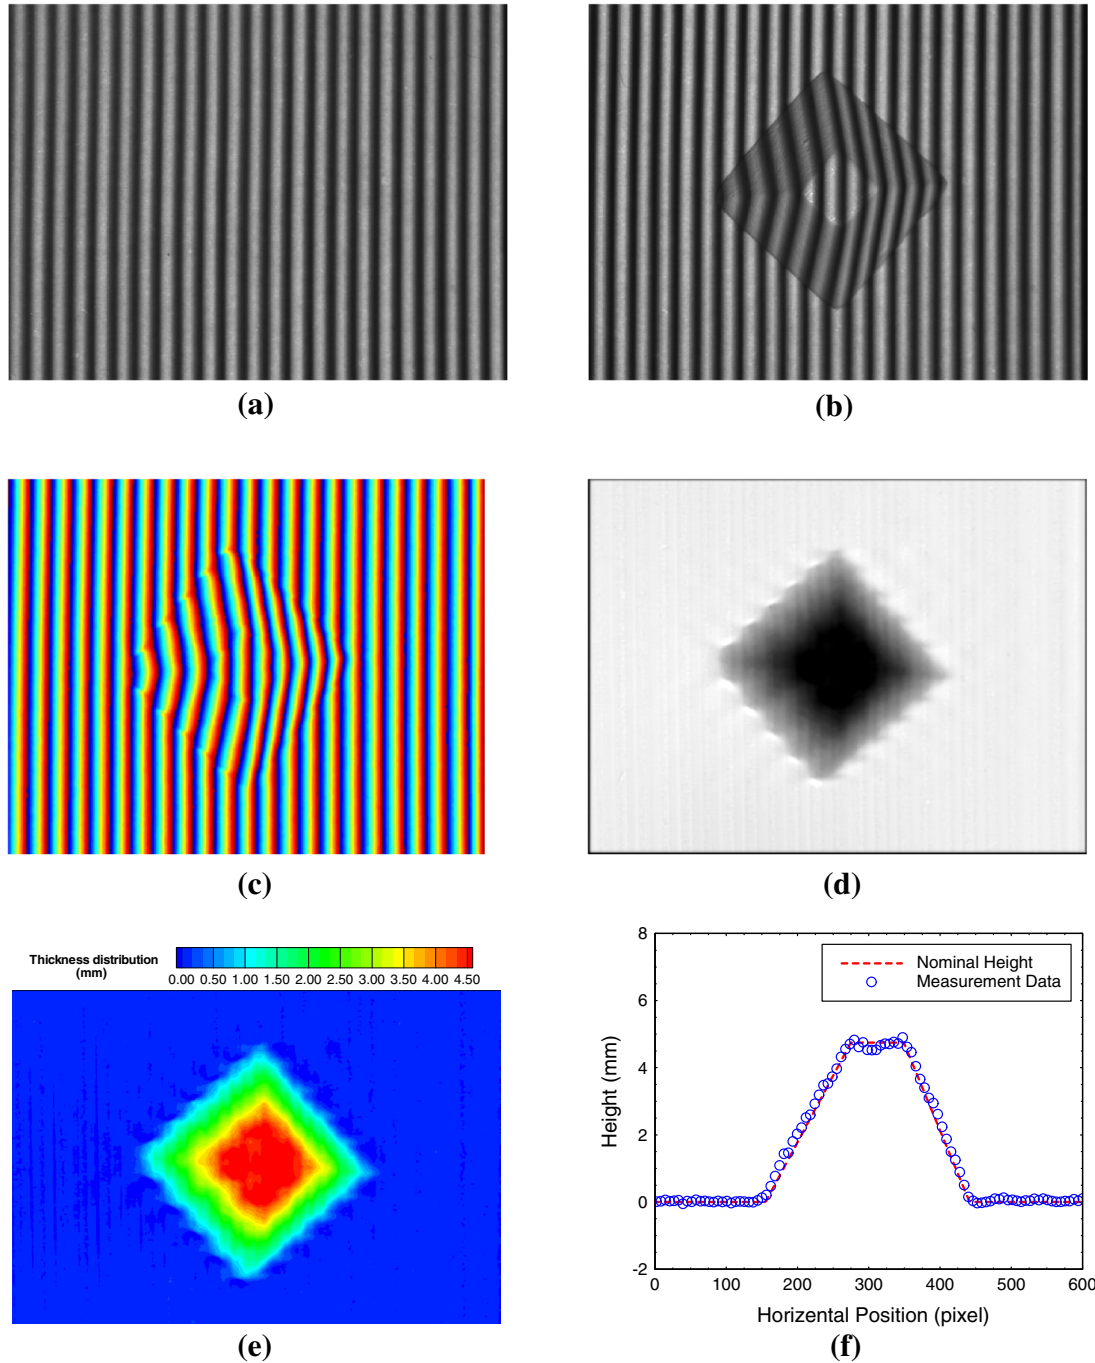 (a)
(b)
(c)
(d)
Thickness distribution
(mm)
0.00 0.50 1.00 1.50 2.00 2.50 3.00 3.50 4.00 4.50
(e)
8
6
4
2
0
-2
Height (mm)
Nominal Height
Measurement Data
0 100 200 300 400 500 600
Horizental Position (pixel)
(f)